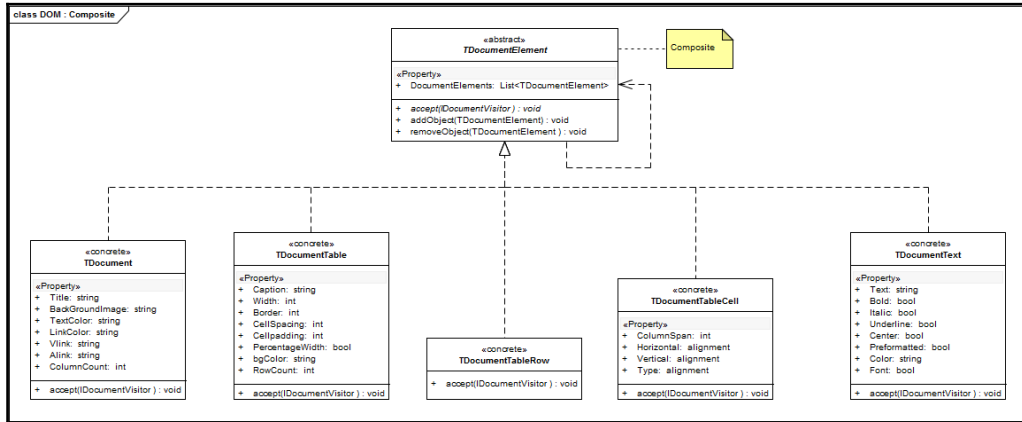 class DOM : Composite
«abstract»
TDocumentElement
«Property»
+ DocumentElements: List<TDocumentElement>
+ accept(IDocumentVisitor) : void
+ addObject(TDocumentElement) : void
+ removeObject(TDocumentElement ) : void
Composite
«concrete»
TDocument
«Property»
+ Title: string
+ BackGroundImage: string
+ TextColor: string
+ LinkColor: string
+ Vlink: string
+ Alink: string
+ ColumnCount: int
+ accept(IDocumentVisitor ) : void
«concrete»
TDocumentTable
«Property»
+ Caption: string
+ Width: int
+ Border: int
+ CellSpacing: int
+ Cellpadding: int
+ PercentageWidth: bool
+ bgColor: string
+ RowCount: int
+ accept(IDocumentVisitor ) : void
«concrete»
TDocumentTableRow
+ accept(IDocumentVisitor ) : void
«concrete»
TDocumentTableCell
«Property»
+ ColumnSpan: int
+ Horizontal: alignment
+ Vertical: alignment
+ Type: alignment
+ accept(IDocumentVisitor ) : void
«concrete»
TDocumentText
«Property»
+ Text: string
+ Bold: bool
+ Italic: bool
+ Underline: bool
+ Center: bool
+ Preformatted: bool
+ Color: string
+ Font: bool
+ accept(IDocumentVisitor ) : void